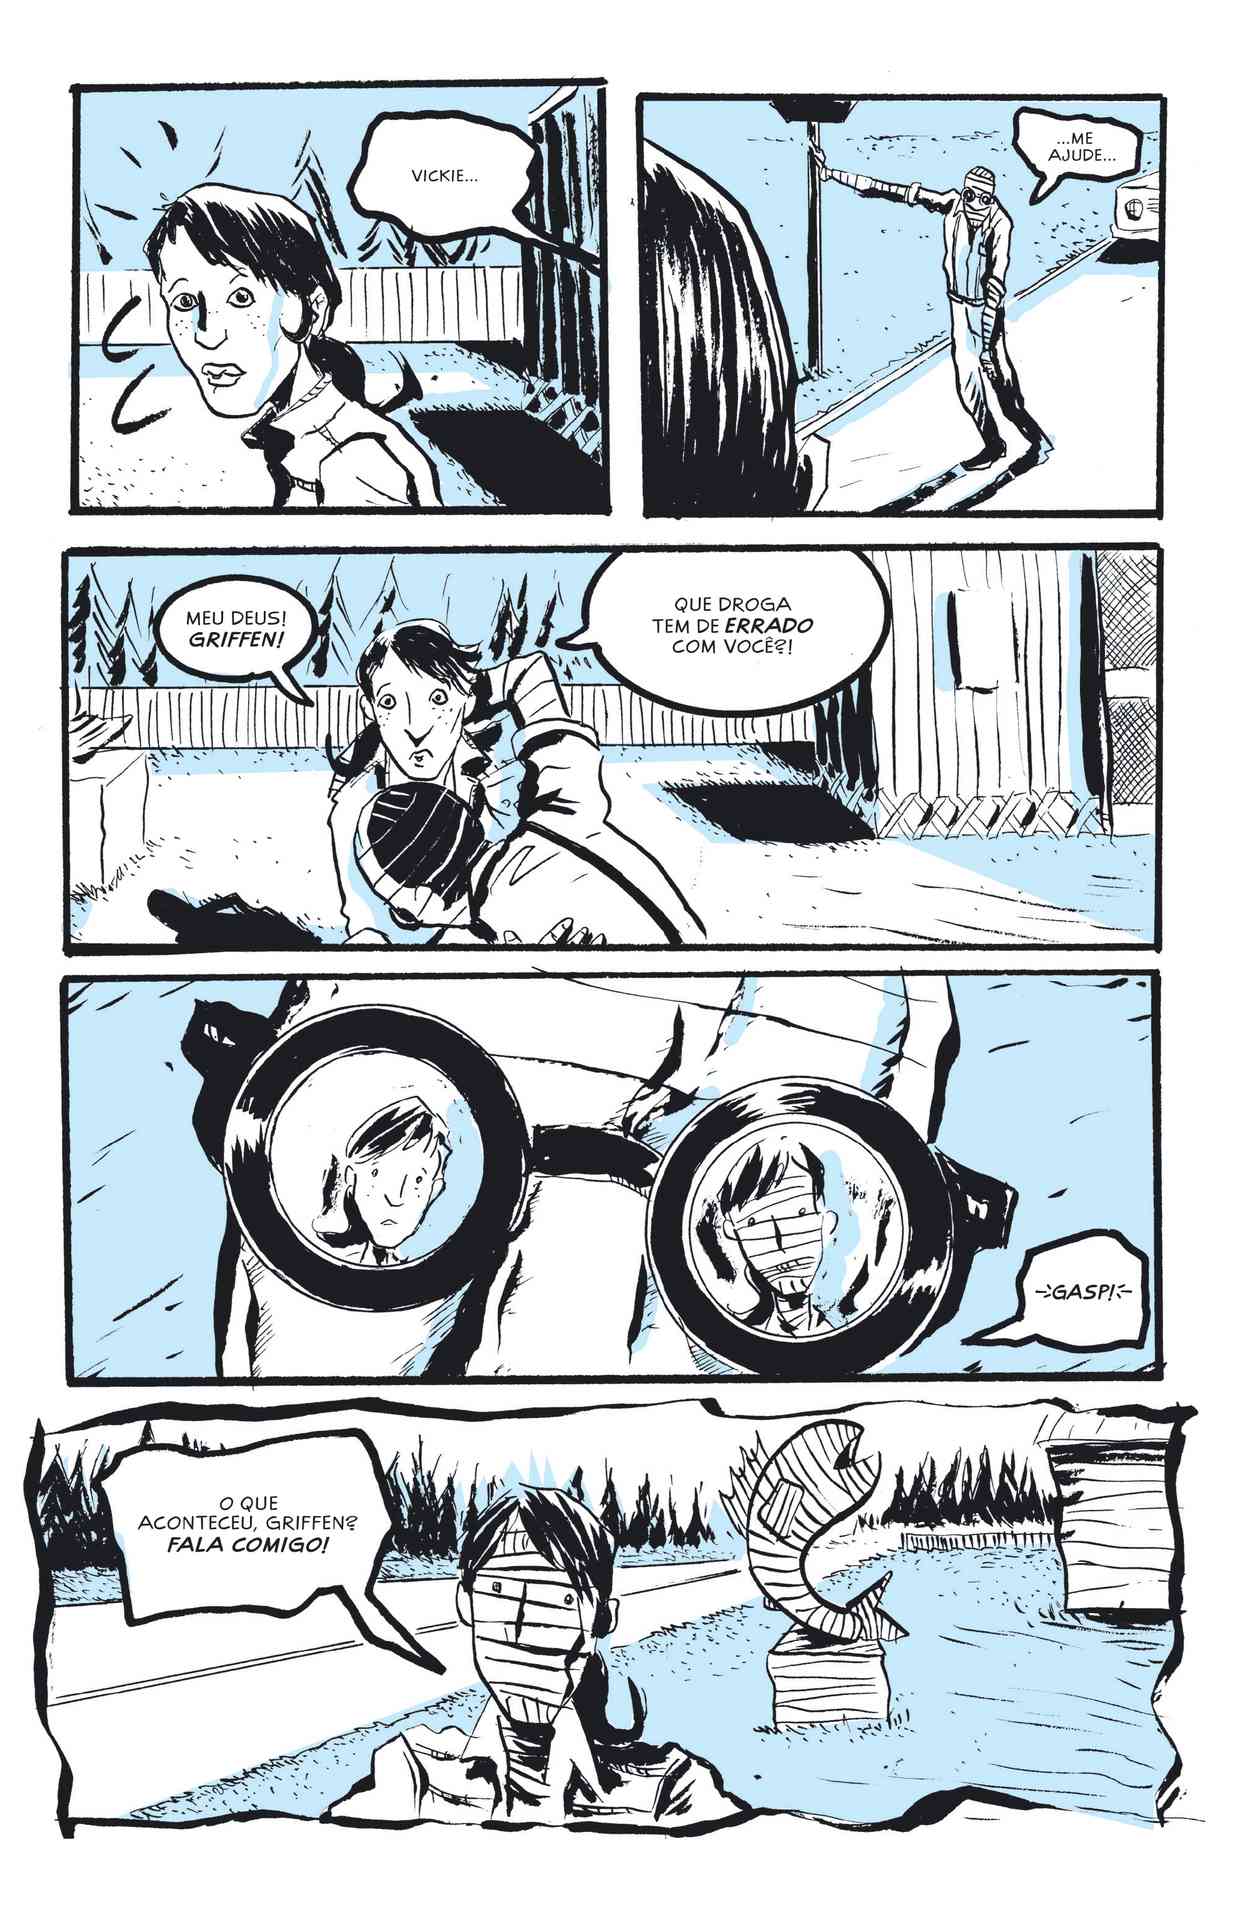 VICKIE...
...ME
AJUDE...
MEU DEUS!
GRIFFEN!
QUE DROGA
TEM DE ERRADO
COM VOCÊ?!
GASP!
O QUE
ACONTECEU, GRIFFEN?
FALA COMIGO!